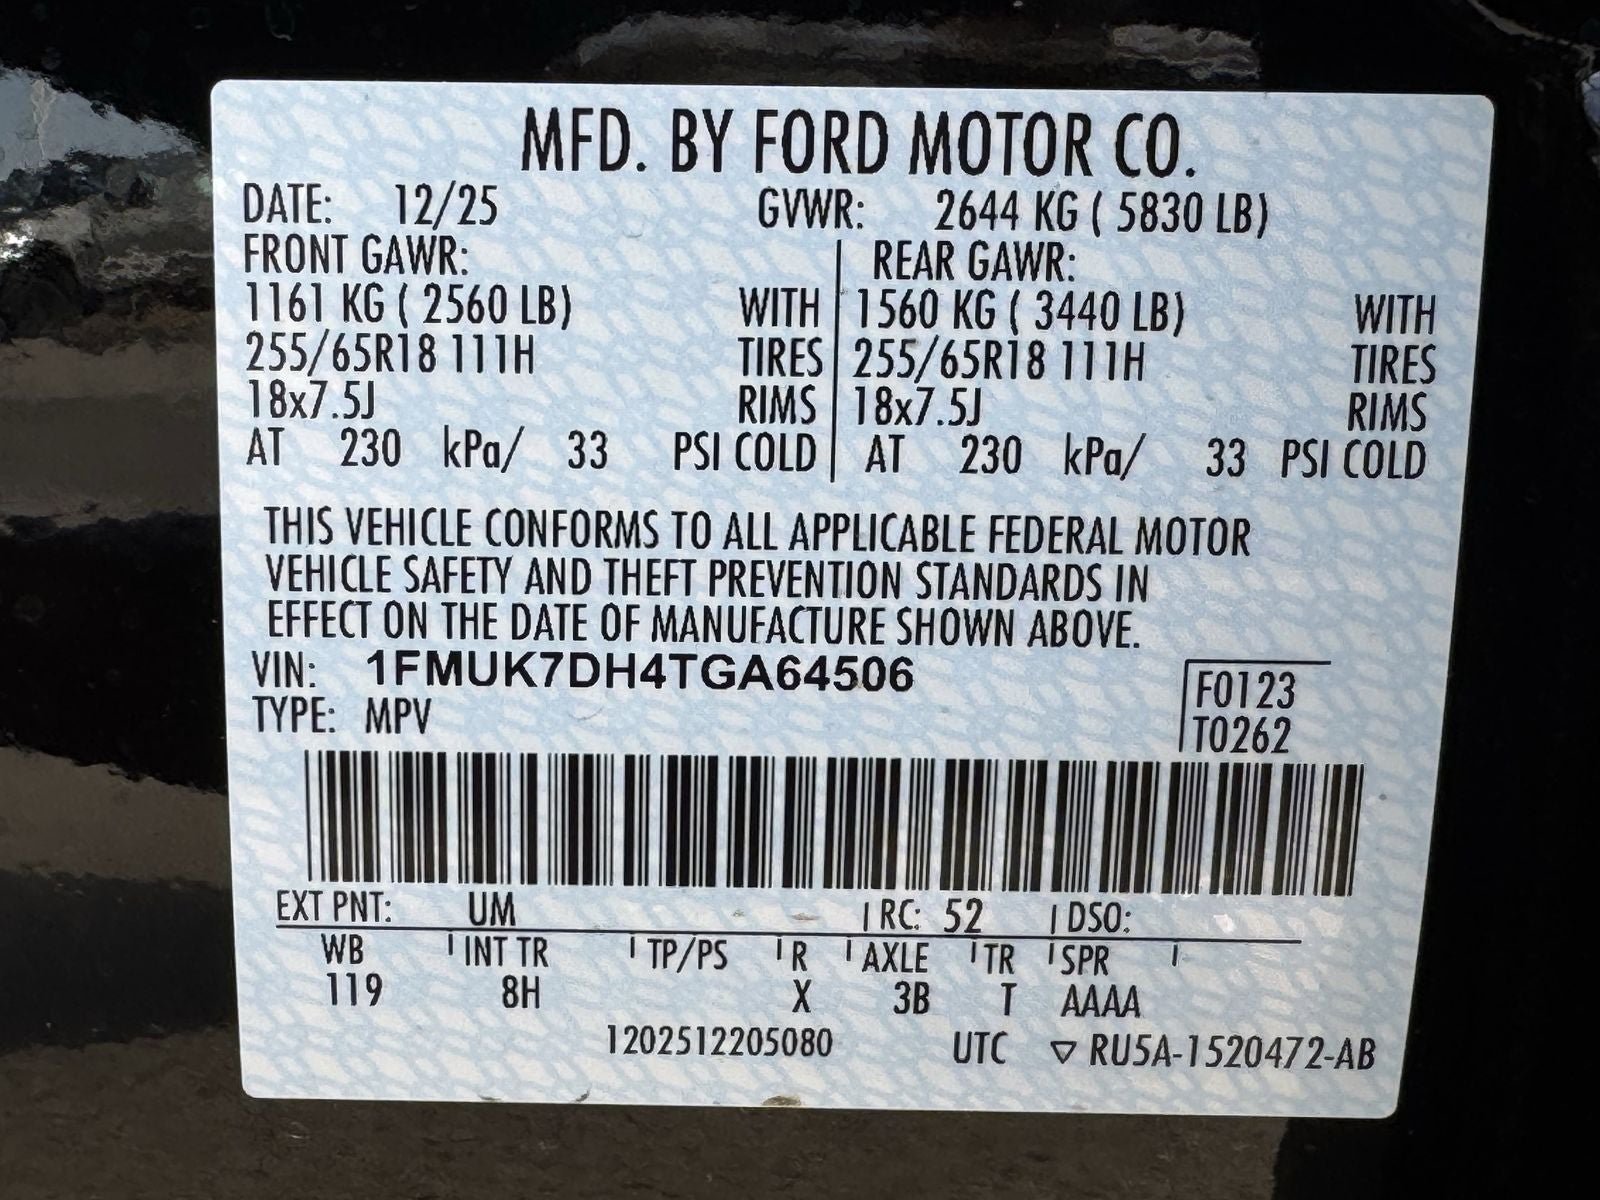 MFD. BY FORD MOTOR CO.
DATE: 12/25 GVWR: 2644 KG ( 5830 LB)
FRONT GAWR: REAR GAWR:
1161 KG ( 2560 LB) WITH 1560 KG ( 3440 LB) WITH
255/65R18 111H TIRES 255/65R18 111H TIRES
18x7.5J RIMS 18x7.5J RIMS
AT 230 kPa/ 33 PSI COLD AT 230 kPa/ 33 PSI COLD
THIS VEHICLE CONFORMS TO ALL APPLICABLE FEDERAL MOTOR
VEHICLE SAFETY AND THEFT PREVENTION STANDARDS IN
EFFECT ON THE DATE OF MANUFACTURE SHOWN ABOVE.
VIN: 1FMUK7DH4TGA64506
TYPE: MPV
F0123
T0262
EXT PNT: UM RC: 52 DSO:
WB INT TR TP/PS R AXLE TR SPR
119 8H X 3B T AAAA
1202512205080 UTC ▽ RU5A-1520472-AB